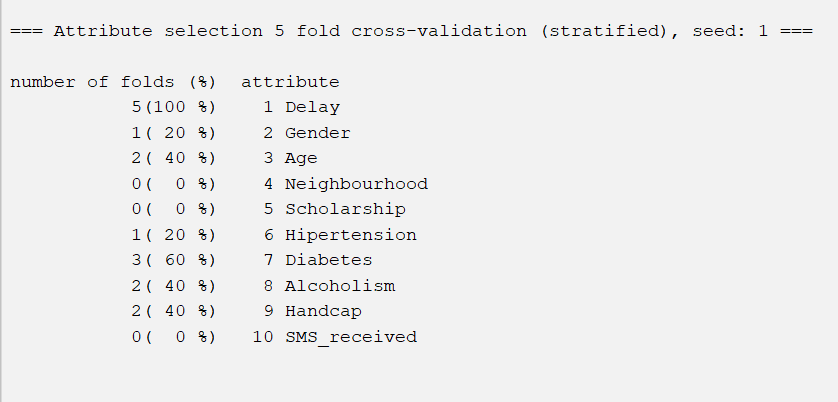 === Attribute selection 5 fold cross-validation (stratified), seed: 1 ===
number of folds (%)  attribute
           5(100 %)    1 Delay
           1( 20 %)    2 Gender
           2( 40 %)    3 Age
           0(  0 %)    4 Neighbourhood
           0(  0 %)    5 Scholarship
           1( 20 %)    6 Hipertension
           3( 60 %)    7 Diabetes
           2( 40 %)    8 Alcoholism
           2( 40 %)    9 Handcap
           0(  0 %)   10 SMS_received